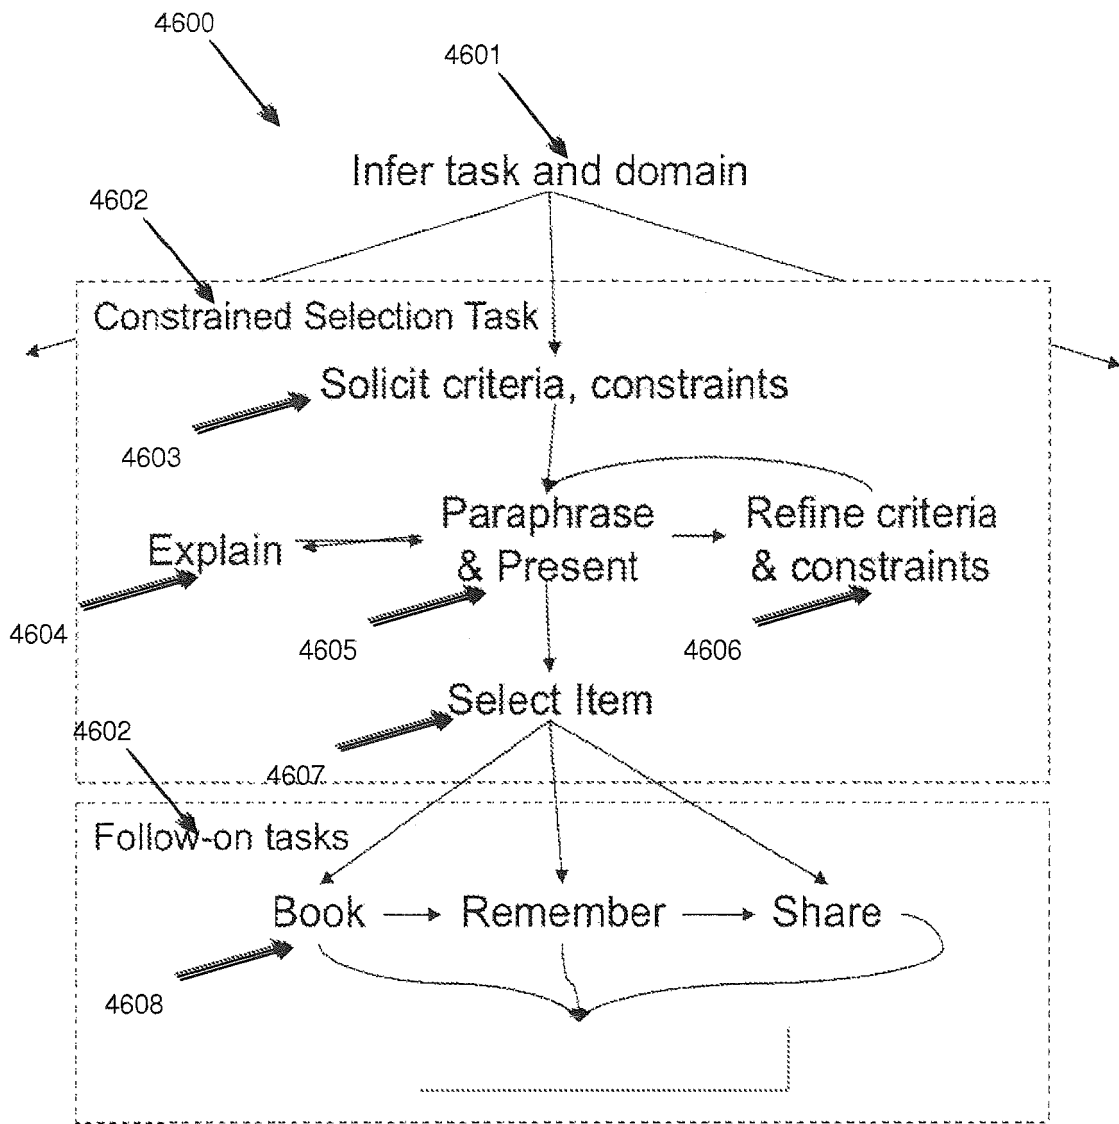 4600
4601
Infer task and domain
4602
Constrained Selection Task
Solicit criteria, constraints
4603
Paraphrase
& Present
Refine criteria
& constraints
Explain
4604
4605
4606
Select Item
4602
4607
Follow-on tasks
Book
Remember
Share
4608